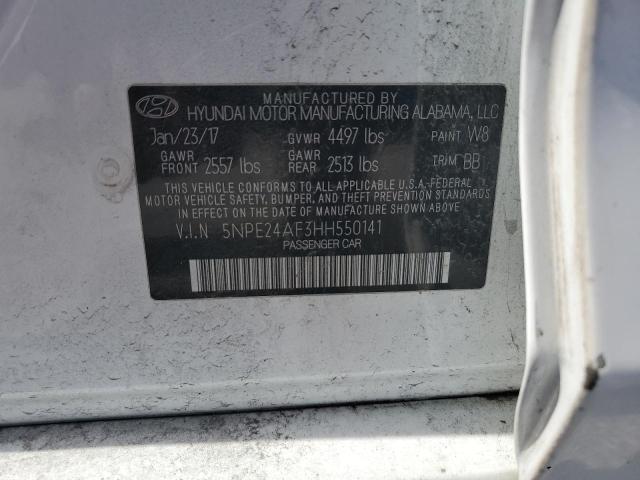 MANUFACTURED BY
HYUNDAI MOTOR MANUFACTURING ALABAMA, LLC
Jan/23/17 GVWR 4497 lbs PAINT W8
GAWR FRONT 2557 lbs GAWR REAR 2513 lbs TRIM BB
THIS VEHICLE CONFORMS TO ALL APPLICABLE U.S.A. FEDERAL
MOTOR VEHICLE SAFETY, BUMPER, AND THEFT PREVENTION
STANDARDS IN EFFECT ON THE DATE OF MANUFACTURE SHOWN ABOVE.
V.I.N 5NPE24AF3HH550141
PASSENGER CAR